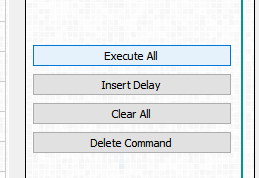 Execute All
Insert Delay
Clear All
Delete Command